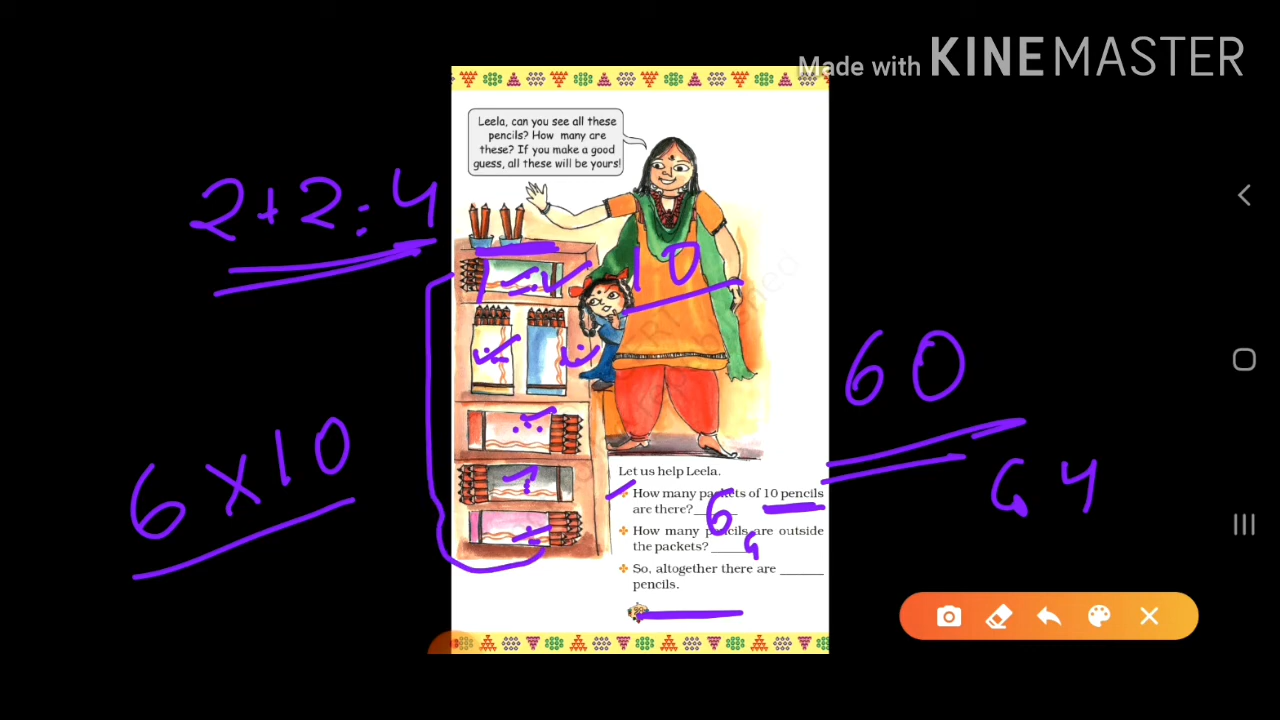 Made with KINEMASTER
Leela, can you see all these
pencils? How many are
these? If you make a good
guess, all these will be yours!
2+2:4
10
60
6x10
64
Let us help Leela.
How many packets of 10 pencils
are there?______ 6
How many pencils are outside
the packets? ______ 4
So, altogether there are ______
pencils.